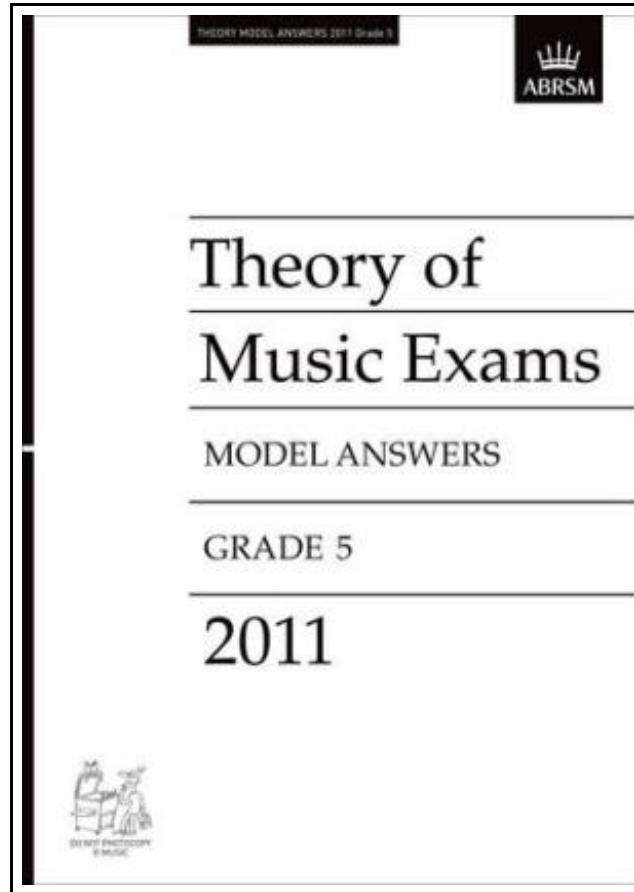 THEORY MODEL ANSWERS 2011 Grade 5
ABRSM
Theory of
Music Exams
MODEL ANSWERS
GRADE 5
2011
DO NOT PHOTOCOPY
© MUSIC